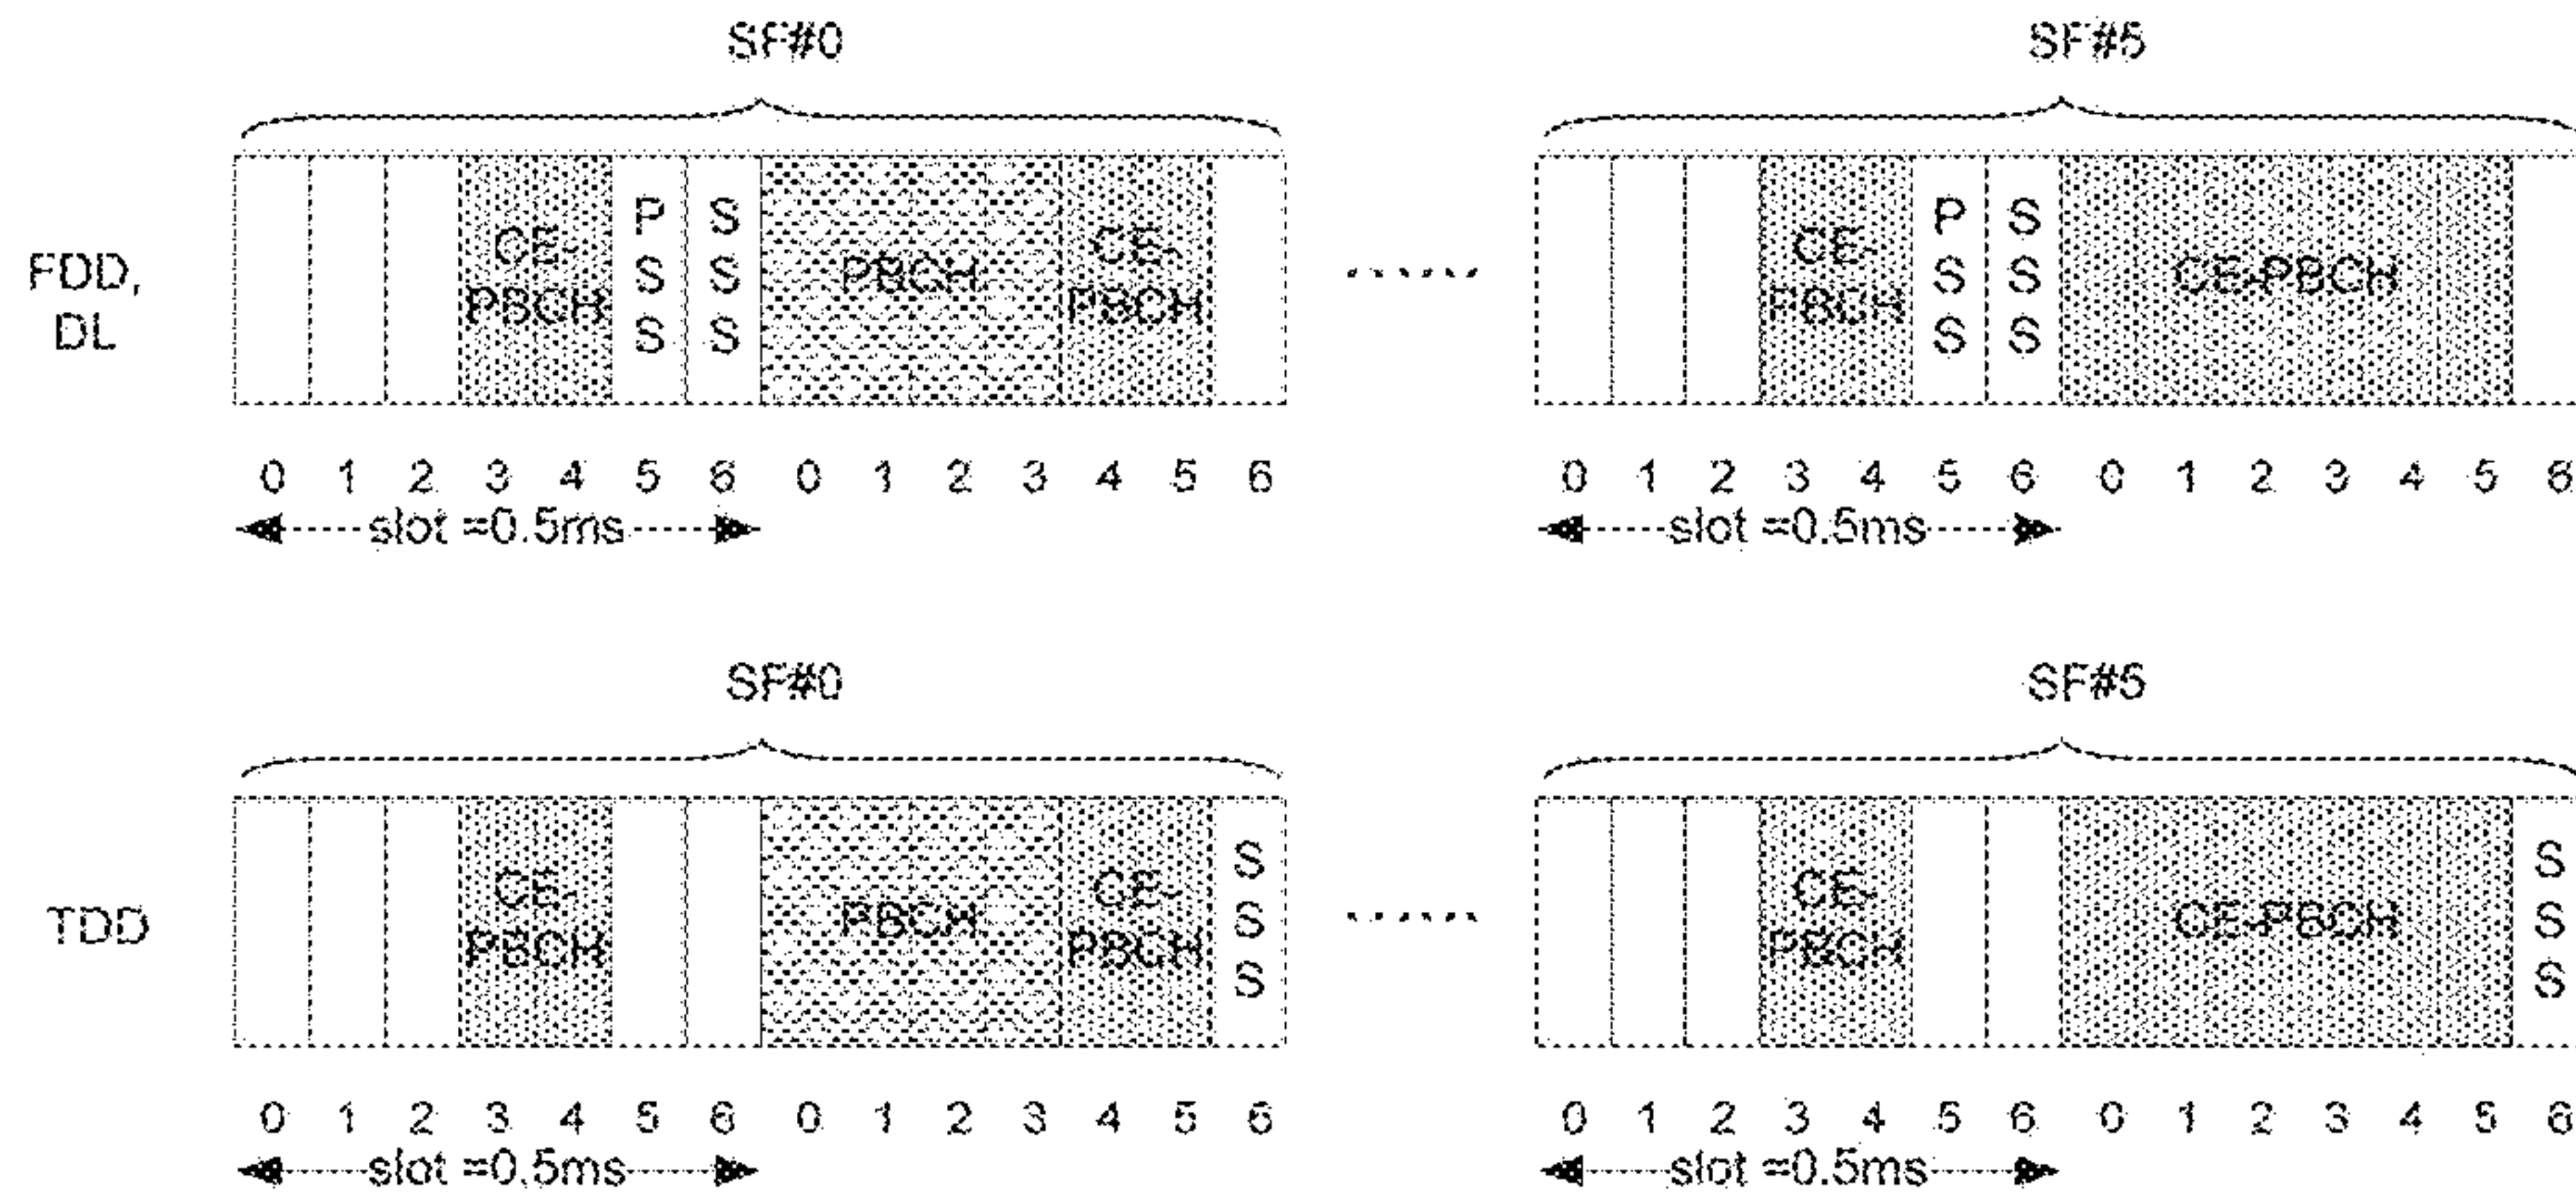 SF#0 SF#5
FDD,
DL
CE-
PBCH
P
S
S
S
S
S
PBCH
CE-
PBCH
......
CE-
PBCH
P
S
S
S
S
S
CE-PBCH
0 1 2 3 4 5 6 0 1 2 3 4 5 6 0 1 2 3 4 5 6 0 1 2 3 4 5 6
slot =0.5ms slot =0.5ms
SF#0 SF#5
TDD
CE-
PBCH
PBCH
CE-
PBCH
S
S
S
......
CE-
PBCH
CE-PBCH
S
S
S
0 1 2 3 4 5 6 0 1 2 3 4 5 6 0 1 2 3 4 5 6 0 1 2 3 4 5 6
slot =0.5ms slot =0.5ms